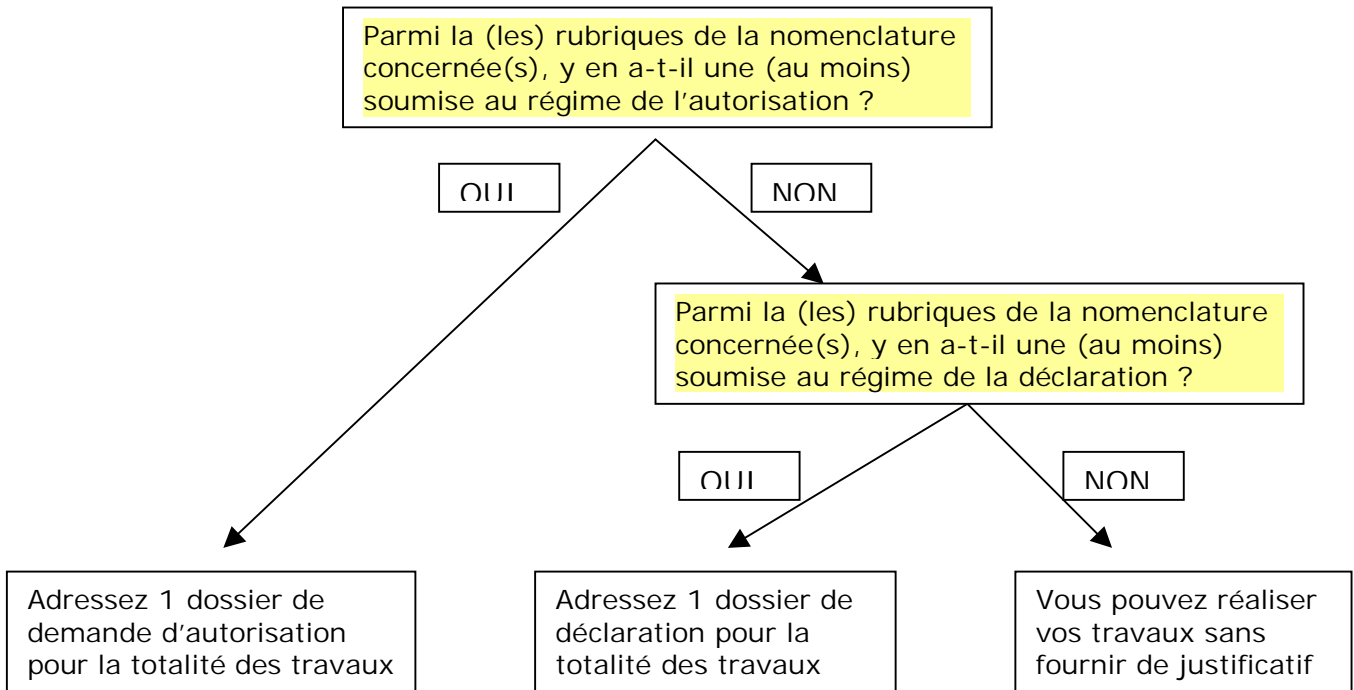 Parmi la (les) rubriques de la nomenclature
concernée(s), y en a-t-il une (au moins)
soumise au régime de l'autorisation ?
OUI
NON
Parmi la (les) rubriques de la nomenclature
concernée(s), y en a-t-il une (au moins)
soumise au régime de la déclaration ?
OUI
NON
Adressez 1 dossier de
demande d'autorisation
pour la totalité des travaux
Adressez 1 dossier de
déclaration pour la
totalité des travaux
Vous pouvez réaliser
vos travaux sans
fournir de justificatif